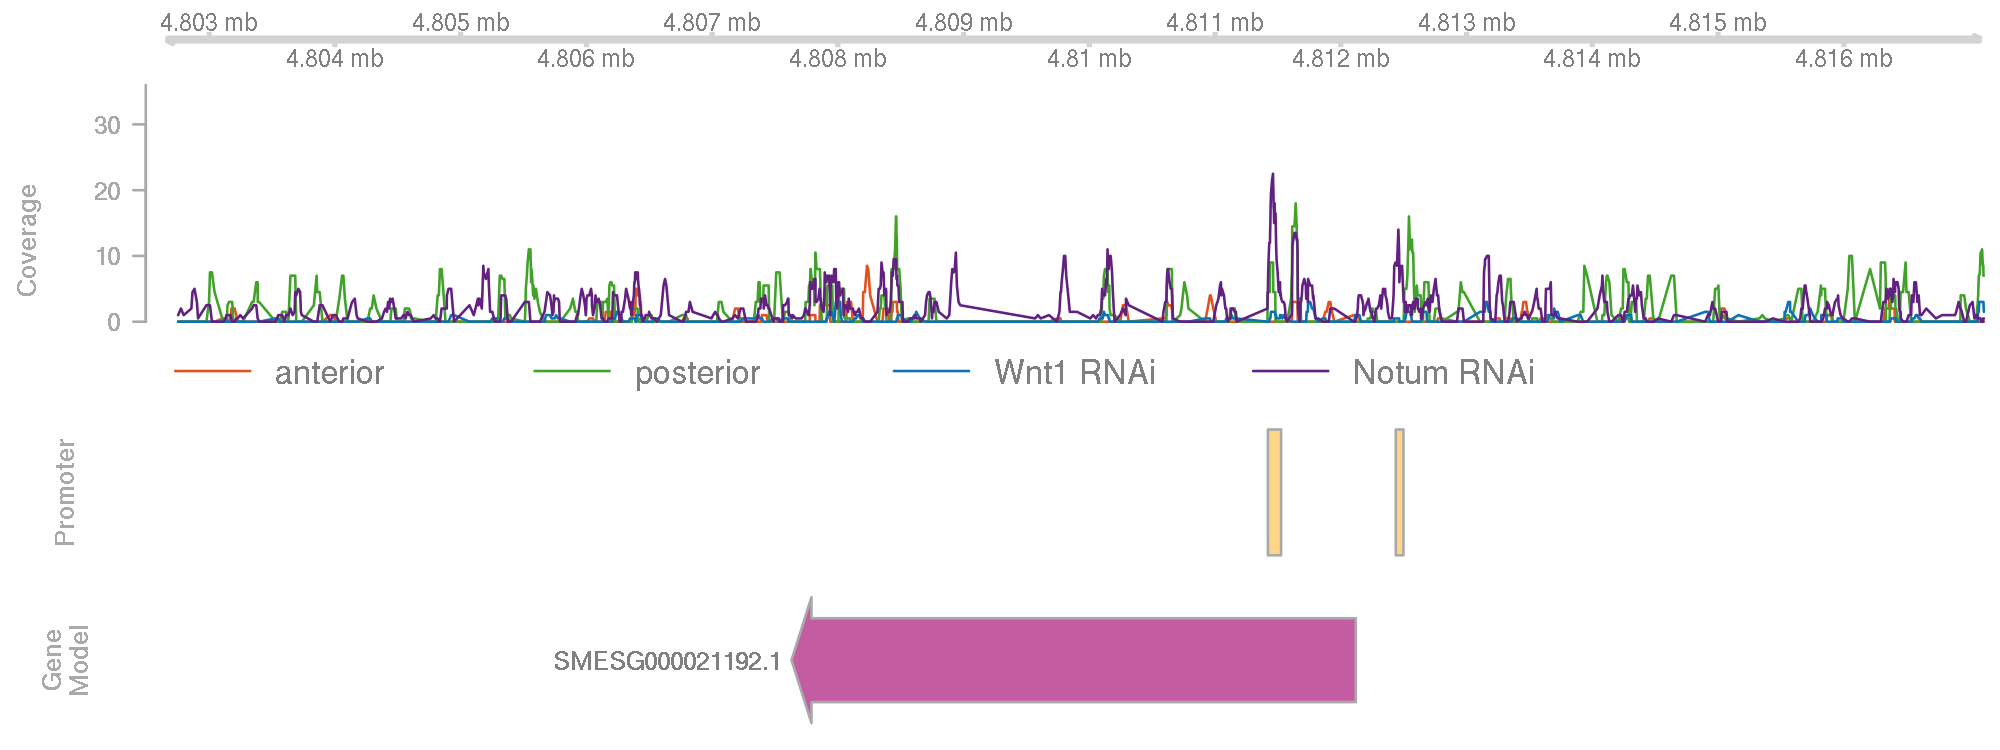 4.803 mb 4.805 mb 4.807 mb 4.809 mb 4.811 mb 4.813 mb 4.815 mb
4.804 mb 4.806 mb 4.808 mb 4.81 mb 4.812 mb 4.814 mb 4.816 mb
Coverage
30
20
10
0
anterior posterior Wnt1 RNAi Notum RNAi
Promoter
Gene
Model
SMESG000021192.1